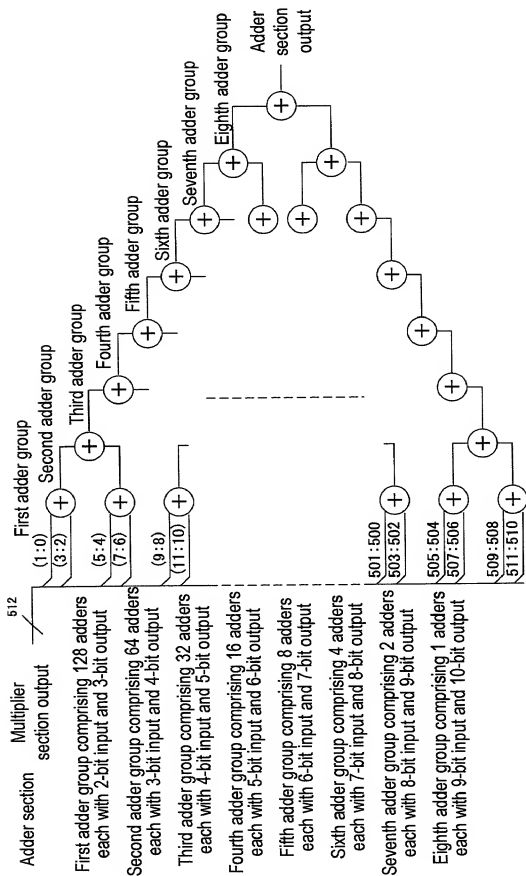 Adder section
Multiplier
section output
512
First adder group
Second adder group
Third adder group
Fourth adder group
Fifth adder group
Sixth adder group
Seventh adder group
Eighth adder group
Adder
section
output
(1:0)
(3:2)
(5:4)
(7:6)
(9:8)
(11:10)
501:500
503:502
505:504
507:506
509:508
511:510
First adder group comprising 128 adders
each with 2-bit input and 3-bit output
Second adder group comprising 64 adders
each with 3-bit input and 4-bit output
Third adder group comprising 32 adders
each with 4-bit input and 5-bit output
Fourth adder group comprising 16 adders
each with 5-bit input and 6-bit output
Fifth adder group comprising 8 adders
each with 6-bit input and 7-bit output
Sixth adder group comprising 4 adders
each with 7-bit input and 8-bit output
Seventh adder group comprising 2 adders
each with 8-bit input and 9-bit output
Eighth adder group comprising 1 adders
each with 9-bit input and 10-bit output